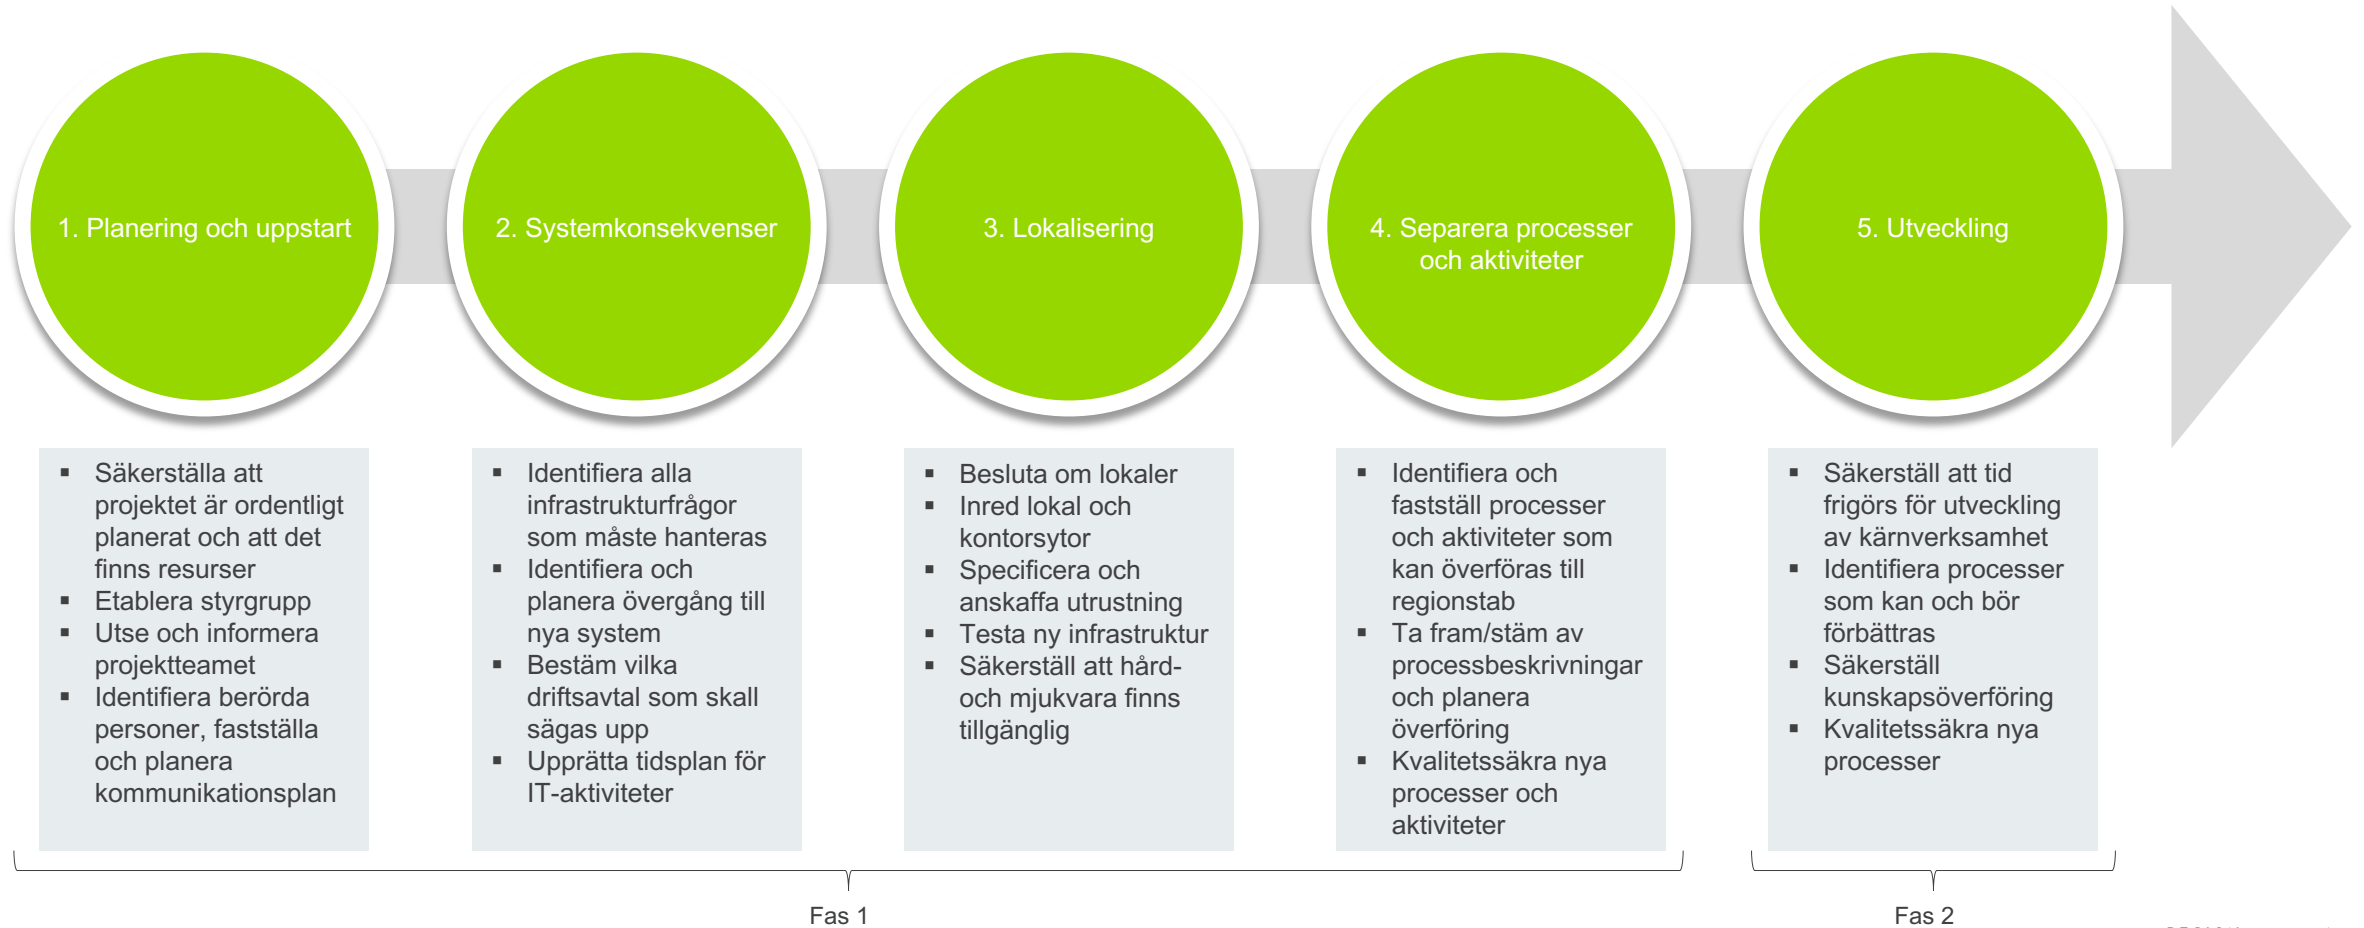 1. Planering och uppstart
2. Systemkonsekvenser
3. Lokalisering
4. Separera processer
och aktiviteter
5. Utveckling
▪ Säkerställa att
projektet är ordentligt
planerat och att det
finns resurser
▪ Etablera styrgrupp
▪ Utse och informera
projektteamet
▪ Identifiera berörda
personer, fastställa
och planera
kommunikationsplan
▪ Identifiera alla
infrastrukturfrågor
som måste hanteras
▪ Identifiera och
planera övergång till
nya system
▪ Bestäm vilka
driftsavtal som skall
sägas upp
▪ Upprätta tidsplan för
IT-aktiviteter
▪ Besluta om lokaler
▪ Inred lokal och
kontorsytor
▪ Specificera och
anskaffa utrustning
▪ Testa ny infrastruktur
▪ Säkerställ att hård-
och mjukvara finns
tillgänglig
▪ Identifiera och
fastställ processer
och aktiviteter som
kan överföras till
regionstab
▪ Ta fram/stäm av
processbeskrivningar
och planera
överföring
▪ Kvalitetssäkra nya
processer och
aktiviteter
▪ Säkerställ att tid
frigörs för utveckling
av kärnverksamhet
▪ Identifiera processer
som kan och bör
förbättras
▪ Säkerställ
kunskapsöverföring
▪ Kvalitetssäkra nya
processer
Fas 1
Fas 2